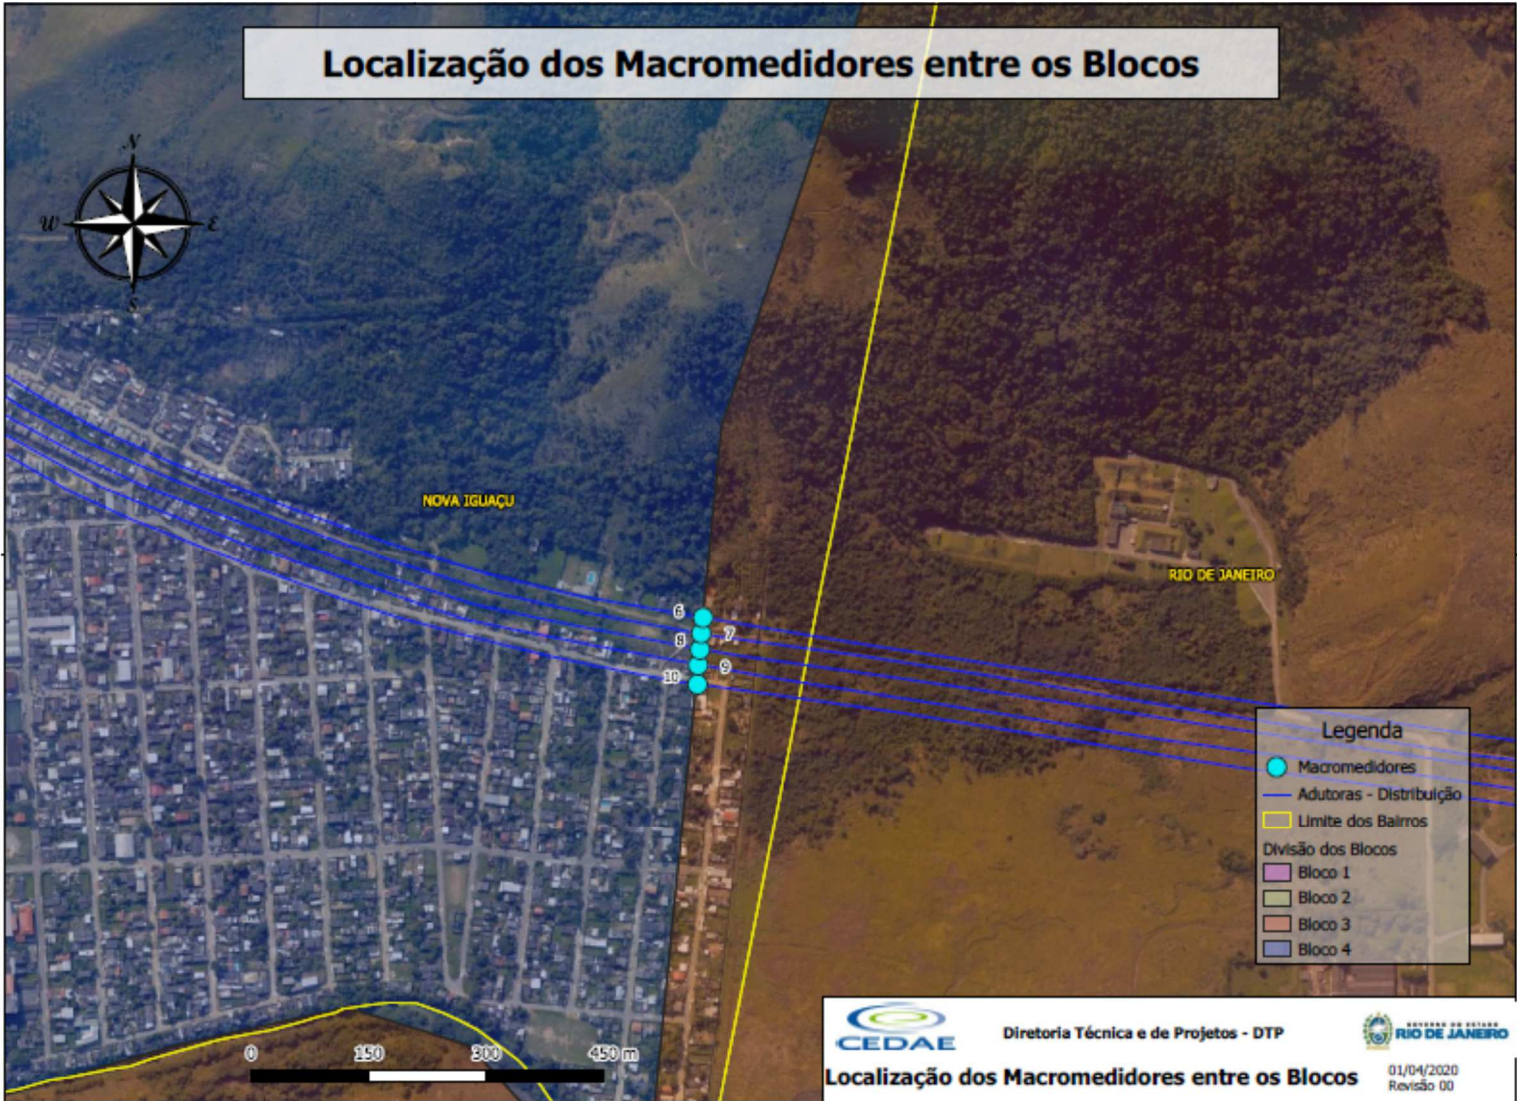 Localização dos Macromedidores entre os Blocos
N
W
E
S
NOVA IGUAÇU
RIO DE JANEIRO
6
7
8
9
10
Legenda
Macromedidores
Adutoras - Distribuição
Limite dos Bairros
Divisão dos Blocos
Bloco 1
Bloco 2
Bloco 3
Bloco 4
0 150 300 450 m
CEDAE
Diretoria Técnica e de Projetos - DTP
GOVERNO DO ESTADO
RIO DE JANEIRO
Localização dos Macromedidores entre os Blocos
01/04/2020
Revisão 00